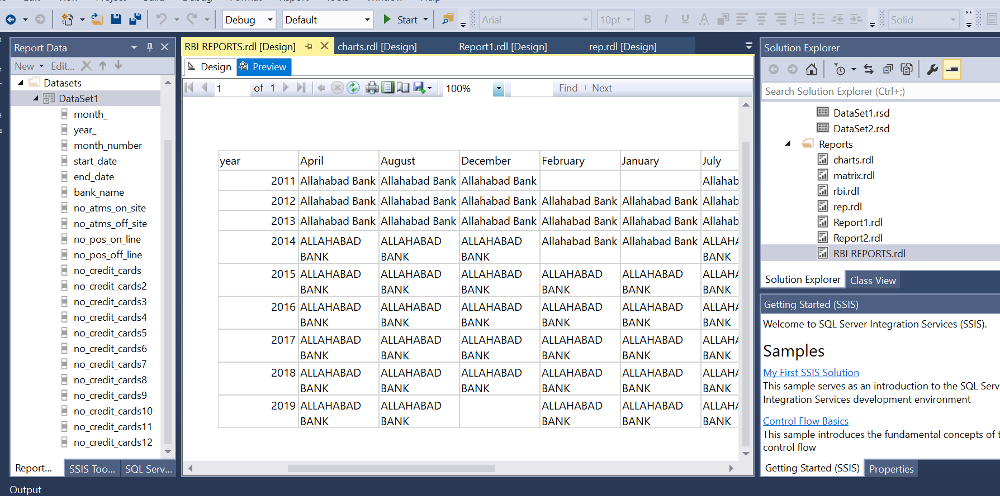 Debug
Default
Start
Arial
10pt
B
I
U
A
Solid
Report Data
New
Edit...
Datasets
DataSet1
month_
year_
month_number
start_date
end_date
bank_name
no_atms_on_site
no_atms_off_site
no_pos_on_line
no_pos_off_line
no_credit_cards
no_credit_cards2
no_credit_cards3
no_credit_cards4
no_credit_cards5
no_credit_cards6
no_credit_cards7
no_credit_cards8
no_credit_cards9
no_credit_cards10
no_credit_cards11
no_credit_cards12
Report...
SSIS Too...
SQL Serv...
Output
RBI REPORTS.rdl [Design]
charts.rdl [Design]
Report1.rdl [Design]
rep.rdl [Design]
Design
Preview
1 of 1
100%
Find
Next
year April August December February January July
2011 Allahabad Bank Allahabad Bank Allahabad Bank Allahab
2012 Allahabad Bank Allahabad Bank Allahabad Bank Allahabad Bank Allahabad Bank Allahab
2013 Allahabad Bank Allahabad Bank Allahabad Bank Allahabad Bank Allahabad Bank Allahab
2014 ALLAHABAD ALLAHABAD ALLAHABAD Allahabad Bank Allahabad Bank ALLAHA
BANK BANK BANK BANK
2015 ALLAHABAD ALLAHABAD ALLAHABAD ALLAHABAD ALLAHABAD ALLAHA
BANK BANK BANK BANK BANK BANK
2016 ALLAHABAD ALLAHABAD ALLAHABAD ALLAHABAD ALLAHABAD ALLAHA
BANK BANK BANK BANK BANK BANK
2017 ALLAHABAD ALLAHABAD ALLAHABAD ALLAHABAD ALLAHABAD ALLAHA
BANK BANK BANK BANK BANK BANK
2018 ALLAHABAD ALLAHABAD ALLAHABAD ALLAHABAD ALLAHABAD ALLAHA
BANK BANK BANK BANK BANK BANK
2019 ALLAHABAD ALLAHABAD ALLAHABAD ALLAHABAD ALLAHA
BANK BANK BANK BANK BANK
Solution Explorer
Search Solution Explorer (Ctrl+;)
DataSet1.rsd
DataSet2.rsd
Reports
charts.rdl
matrix.rdl
rbi.rdl
rep.rdl
Report1.rdl
Report2.rdl
RBI REPORTS.rdl
Solution Explorer
Class View
Getting Started (SSIS)
Welcome to SQL Server Integration Services (SSIS).
Samples
My First SSIS Solution
This sample serves as an introduction to the SQL Serv
Integration Services development environment
Control Flow Basics
This sample introduces the fundamental concepts of t
control flow
Getting Started (SSIS)
Properties